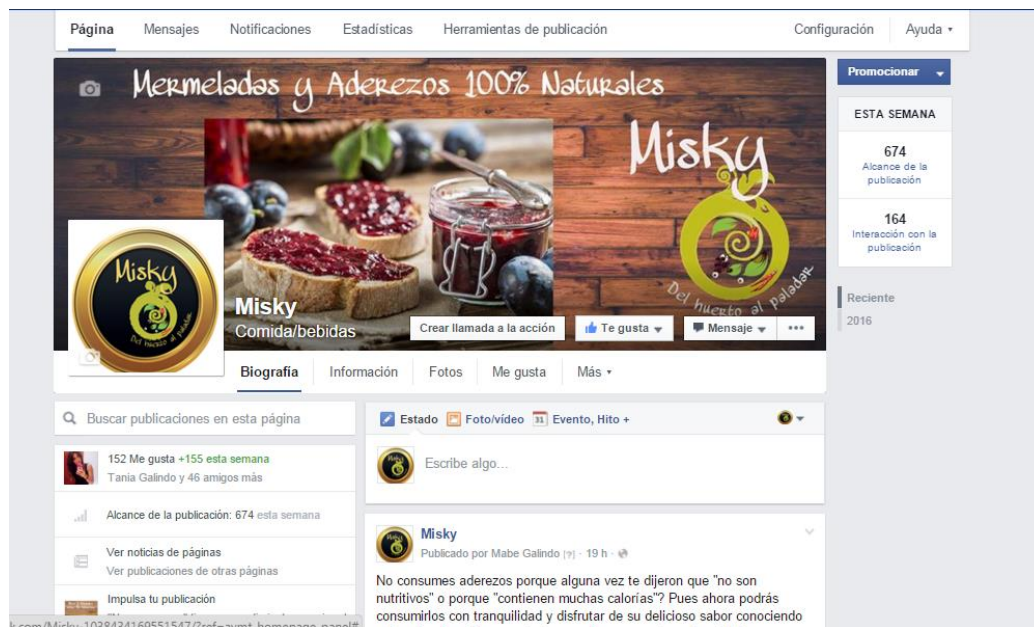 Página Mensajes Notificaciones Estadísticas Herramientas de publicación Configuración Ayuda
Mermeladas y Aderezos 100% Naturales
Misky
Del huerto al paladar
Misky
Del huerto al paladar
Misky
Comida/bebidas
Crear llamada a la acción Te gusta Mensaje
Biografía Información Fotos Me gusta Más
Promocionar
ESTA SEMANA
674
Alcance de la
publicación
164
Interacción con la
publicación
Reciente
2016
Buscar publicaciones en esta página
152 Me gusta +155 esta semana
Tania Galindo y 46 amigos más
Alcance de la publicación: 674 esta semana
Ver noticias de páginas
Ver publicaciones de otras páginas
Impulsa tu publicación
Estado Foto/vídeo 31 Evento, Hito +
Escribe algo...
Misky
Publicado por Mabe Galindo [?] · 19 h ·
No consumes aderezos porque alguna vez te dijeron que "no son
nutritivos" o porque "contienen muchas calorías"? Pues ahora podrás
consumirlos con tranquilidad y disfrutar de su delicioso sabor conociendo